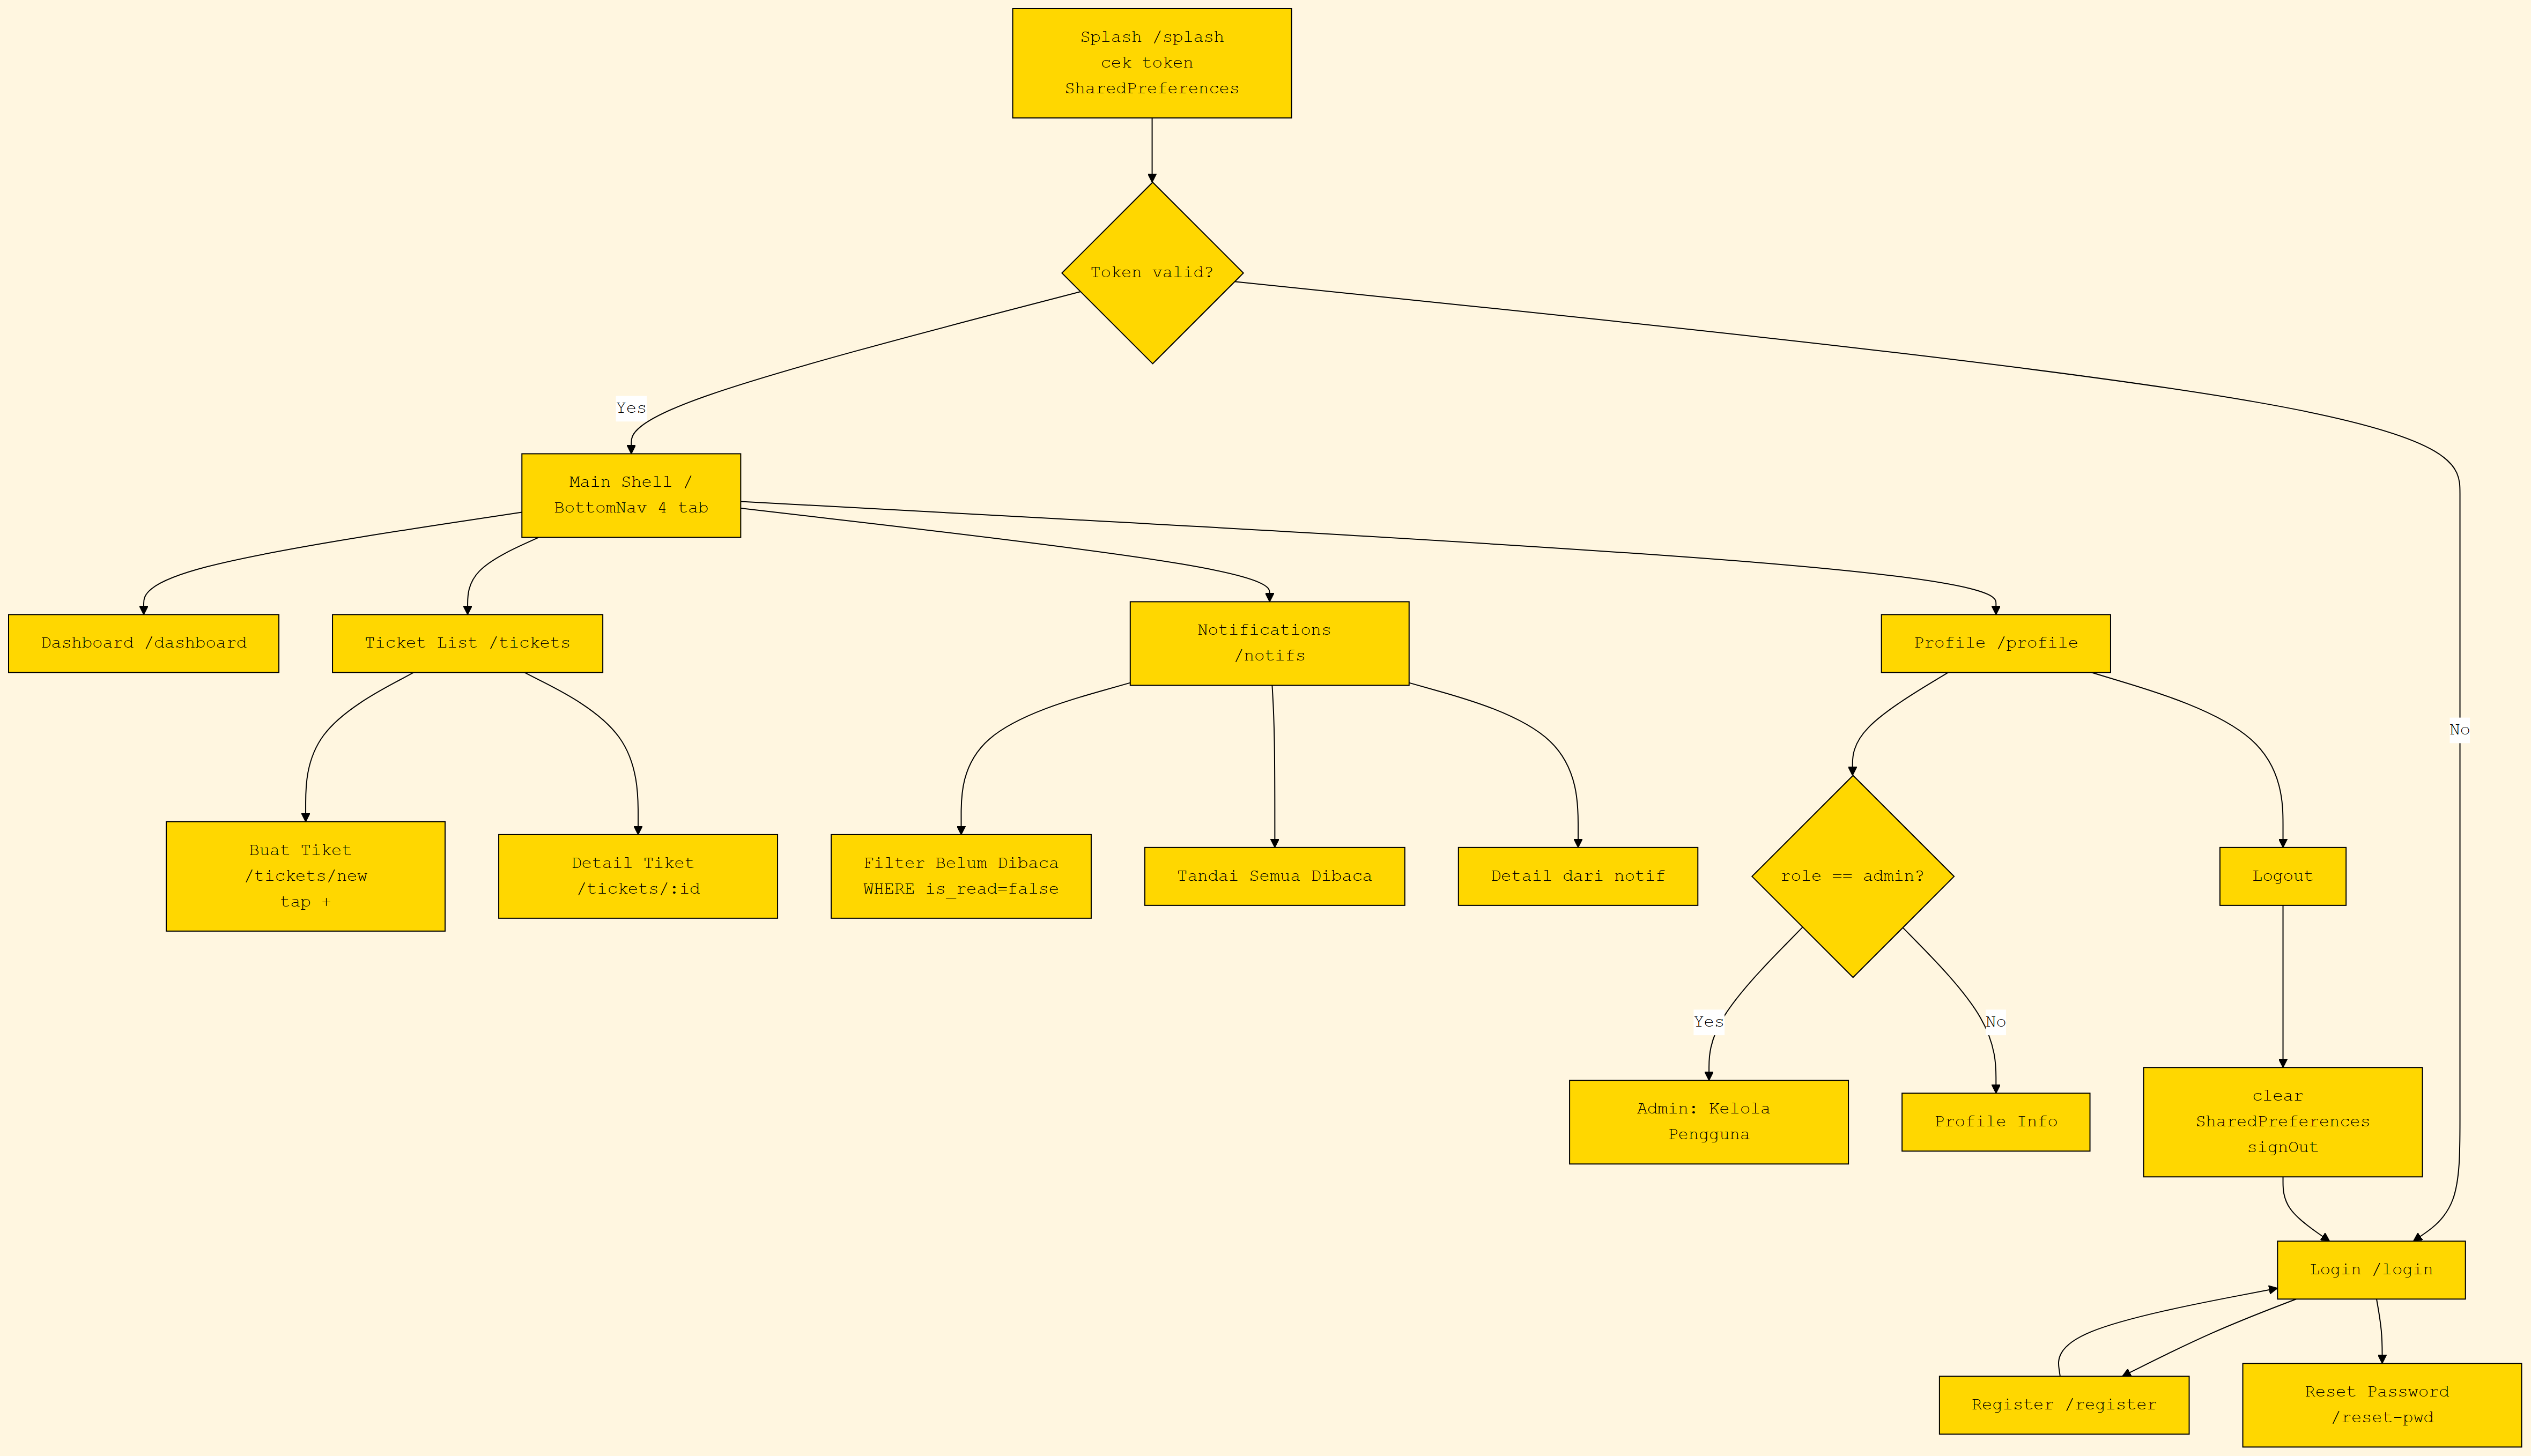 Splash /splash
cek token
SharedPreferences
Token valid?
Yes
Main Shell /
BottomNav 4 tab
Dashboard /dashboard
Ticket List /tickets
Notifications
/notifs
Profile /profile
No
Buat Tiket
/tickets/new
tap +
Detail Tiket
/tickets/:id
Filter Belum Dibaca
WHERE is_read=false
Tandai Semua Dibaca
Detail dari notif
role == admin?
Logout
Yes
No
Admin: Kelola
Pengguna
Profile Info
clear
SharedPreferences
signOut
Login /login
Register /register
Reset Password
/reset-pwd